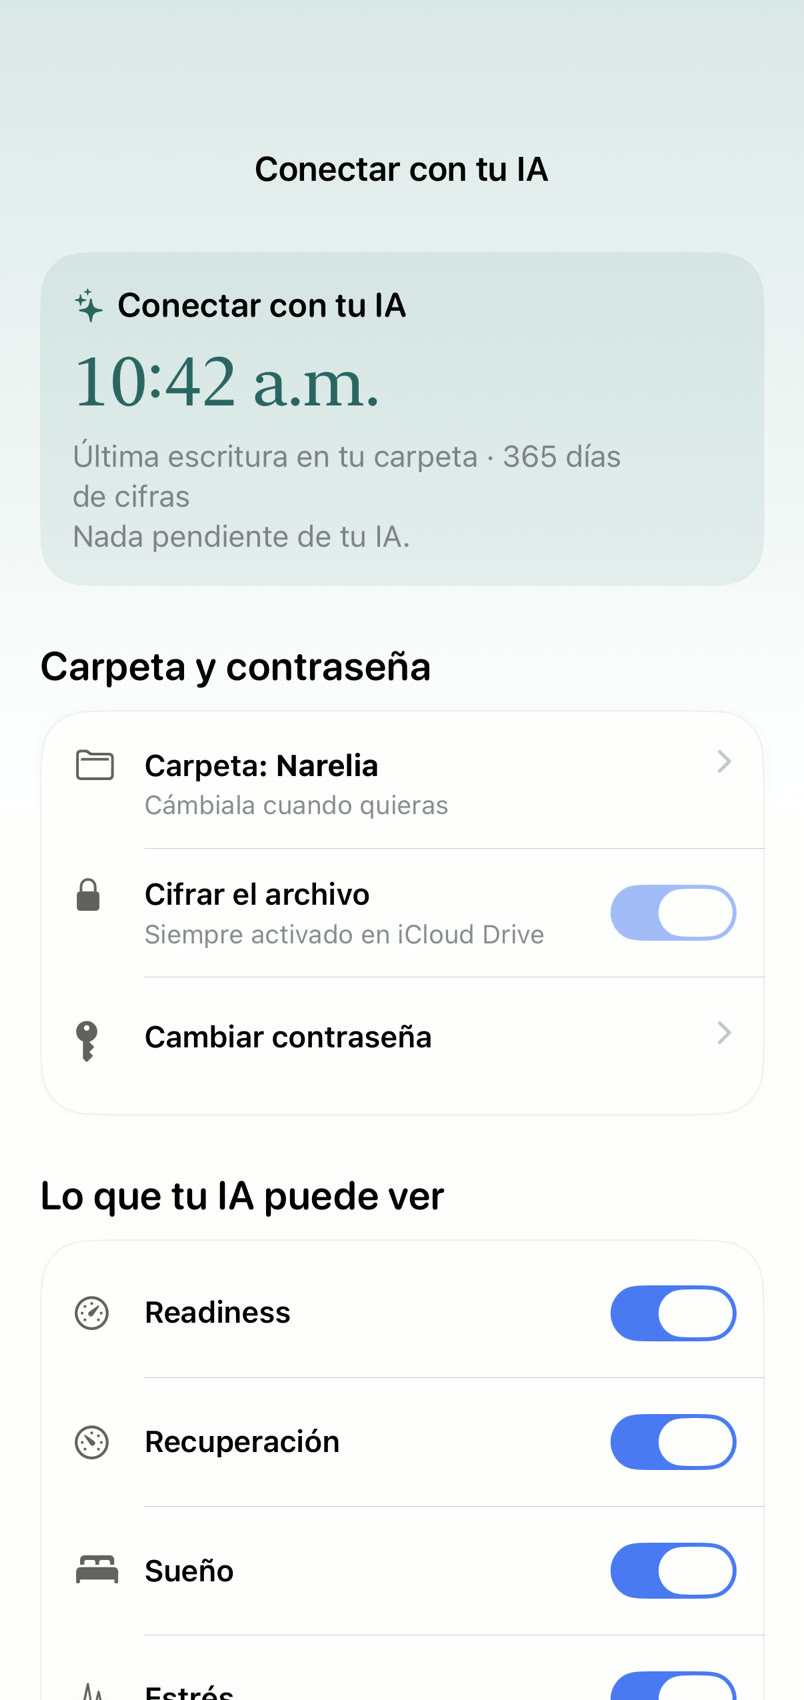 Conectar con tu IA
Conectar con tu IA
10:42 a.m.
Última escritura en tu carpeta · 365 días
de cifras
Nada pendiente de tu IA.
Carpeta y contraseña
Carpeta: Narelia
Cámbiala cuando quieras
Cifrar el archivo
Siempre activado en iCloud Drive
Cambiar contraseña
Lo que tu IA puede ver
Readiness
Recuperación
Sueño
Estrés